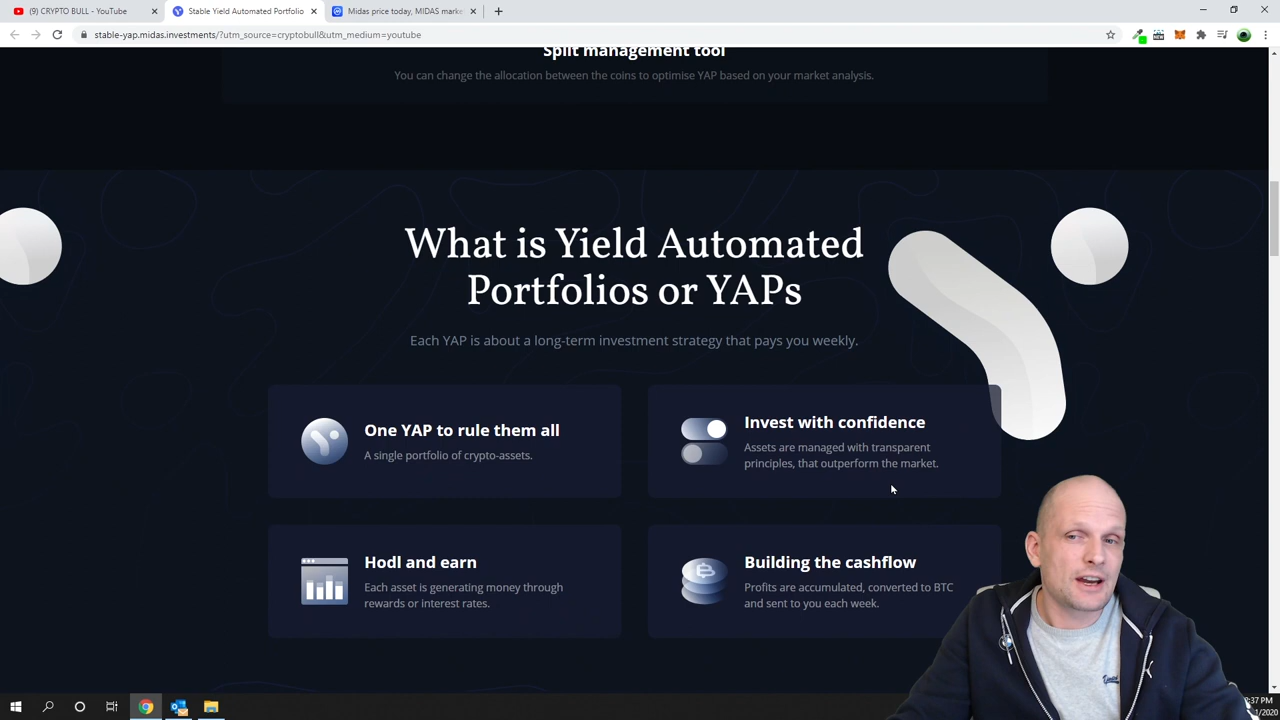 (9) CRYPTO BULL - YouTube
Stable Yield Automated Portfolio
Midas price today, MIDAS marke
stable-yap.midas.investments/?utm_source=cryptobull&utm_medium=youtube
Split management tool
You can change the allocation between the coins to optimise YAP based on your market analysis.
What is Yield Automated
Portfolios or YAPs
Each YAP is about a long-term investment strategy that pays you weekly.
One YAP to rule them all
A single portfolio of crypto-assets.
Invest with confidence
Assets are managed with transparent
principles, that outperform the market.
Hodl and earn
Each asset is generating money through
rewards or interest rates.
Building the cashflow
Profits are accumulated, converted to BTC
and sent to you each week.
:37 PM
1/2020